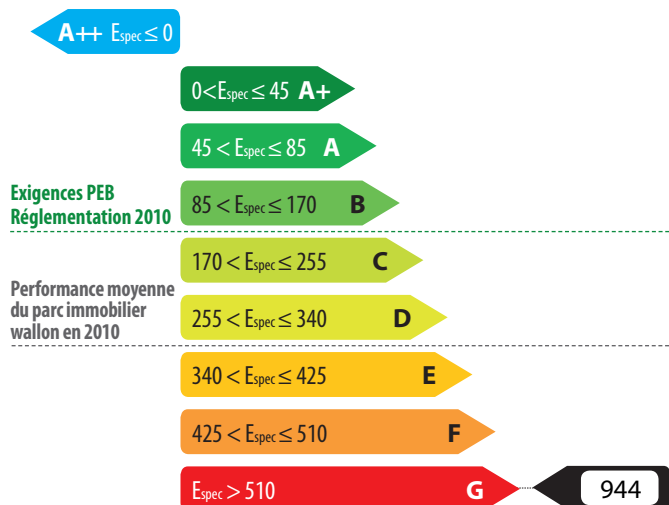 A++ Espec ≤ 0
0<Espec ≤ 45 A+
45 < Espec ≤ 85 A
Exigences PEB
Réglementation 2010
85 < Espec ≤ 170 B
170 < Espec ≤ 255 C
Performance moyenne
du parc immobilier
wallon en 2010
255 < Espec ≤ 340 D
340 < Espec ≤ 425 E
425 < Espec ≤ 510 F
Espec > 510 G 944